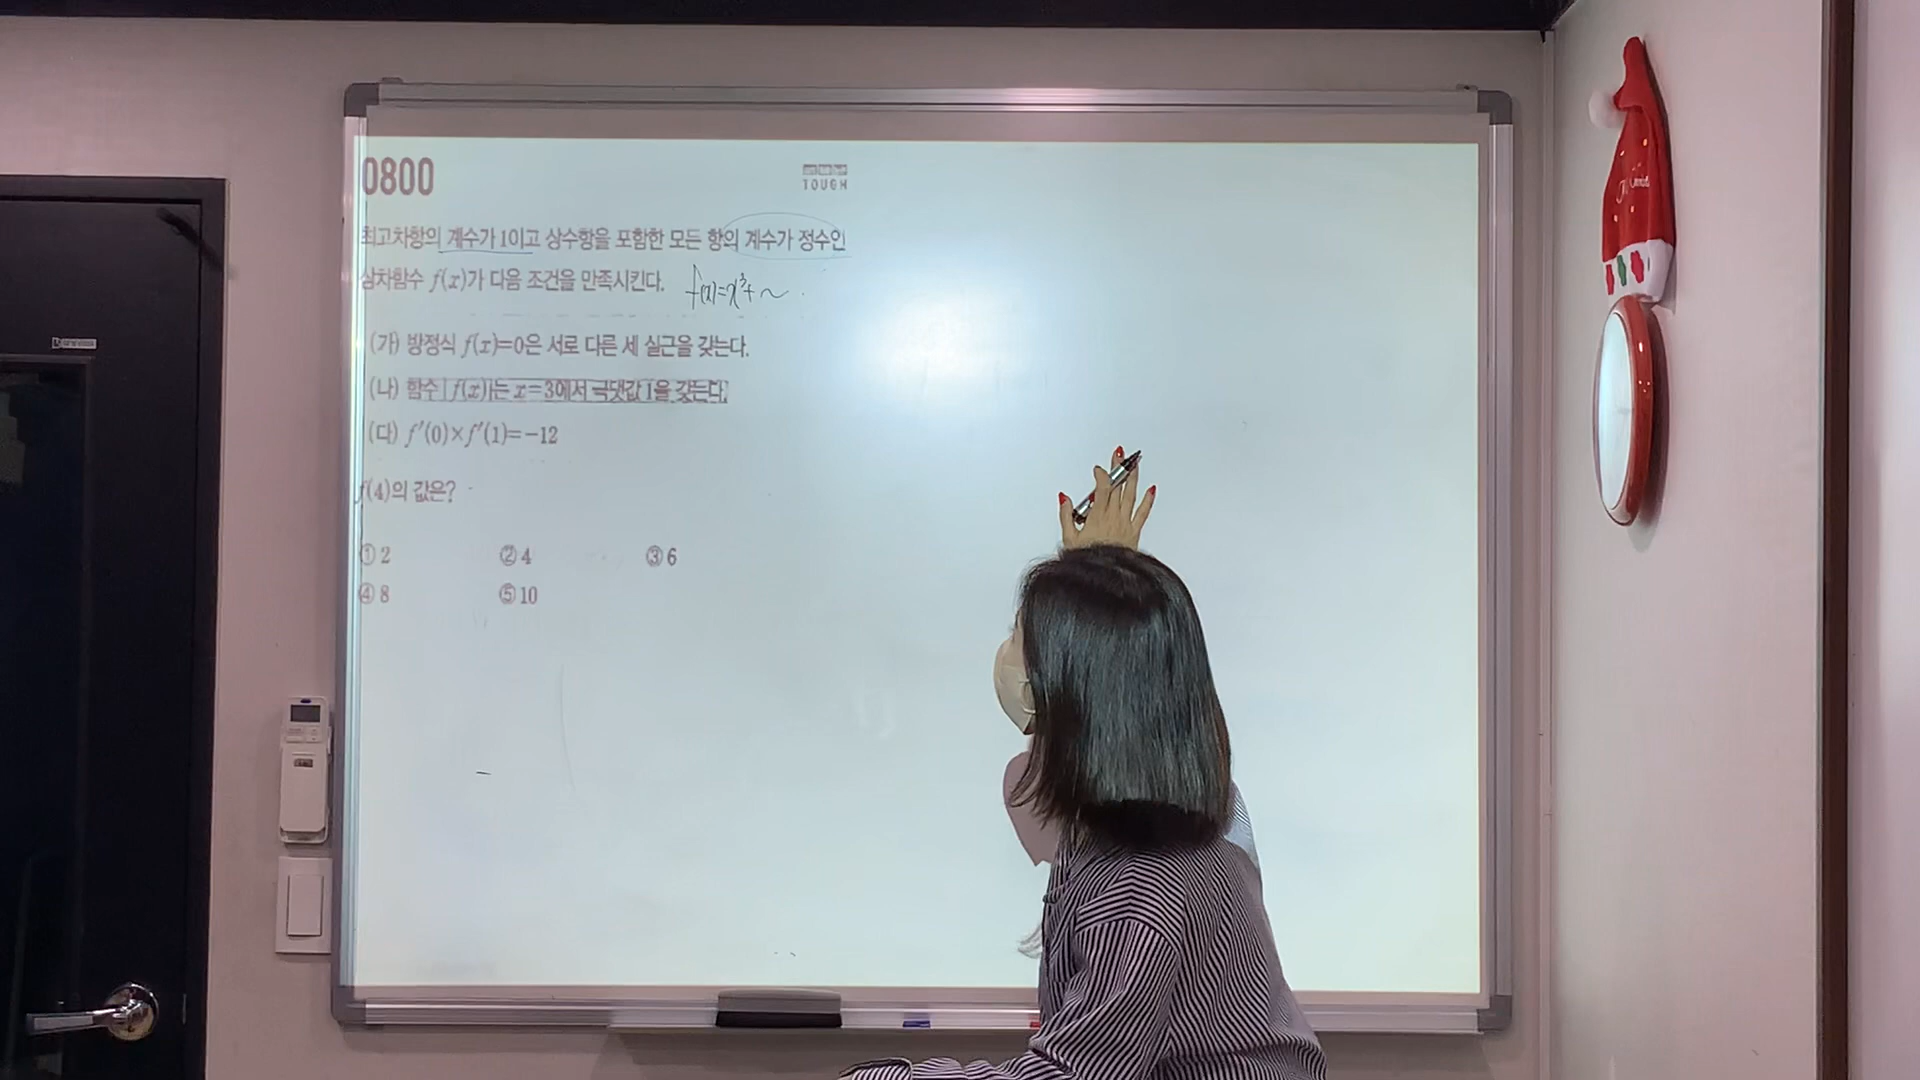 0800
TOUGH
최고차항의 계수가 1이고 상수항을 포함한 모든 항의 계수가 정수인
삼차함수 f(x)가 다음 조건을 만족시킨다. f(x)=x³+~
(가) 방정식 f(x)=0은 서로 다른 세 실근을 갖는다.
(나) 함수 |f(x)|는 x=3에서 극댓값 1을 갖는다.
(다) f′(0)×f′(1)=-12
f(4)의 값은?
① 2 ② 4 ③ 6
④ 8 ⑤ 10